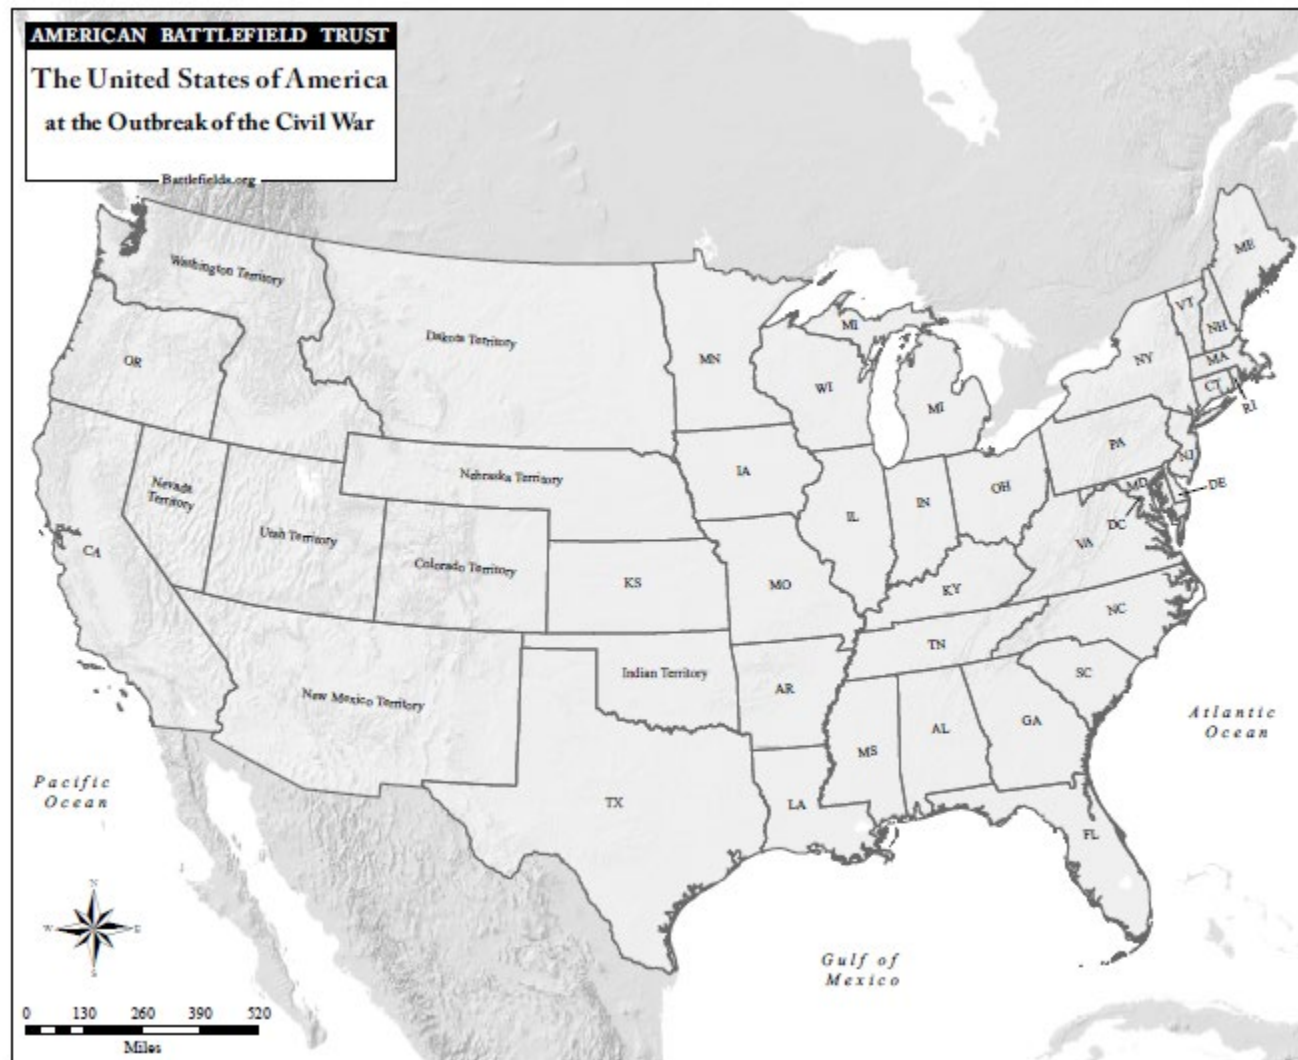 AMERICAN BATTLEFIELD TRUST
The United States of America
at the Outbreak of the Civil War
Battlefields.org
Washington Territory
OR
Dakota Territory
MN
MI
WI
MI
ME
VT
NH
NY
MA
CT
RI
PA
NJ
Nevada
Territory
Utah Territory
Nebraska Territory
IA
IL
IN
OH
MD
DE
DC
VA
CA
Colorado Territory
KS
MO
KY
NC
TN
New Mexico Territory
Indian Territory
AR
SC
MS
AL
GA
TX
LA
FL
Atlantic
Ocean
Pacific
Ocean
Gulf of
Mexico
N
W
E
S
0 130 260 390 520
Miles